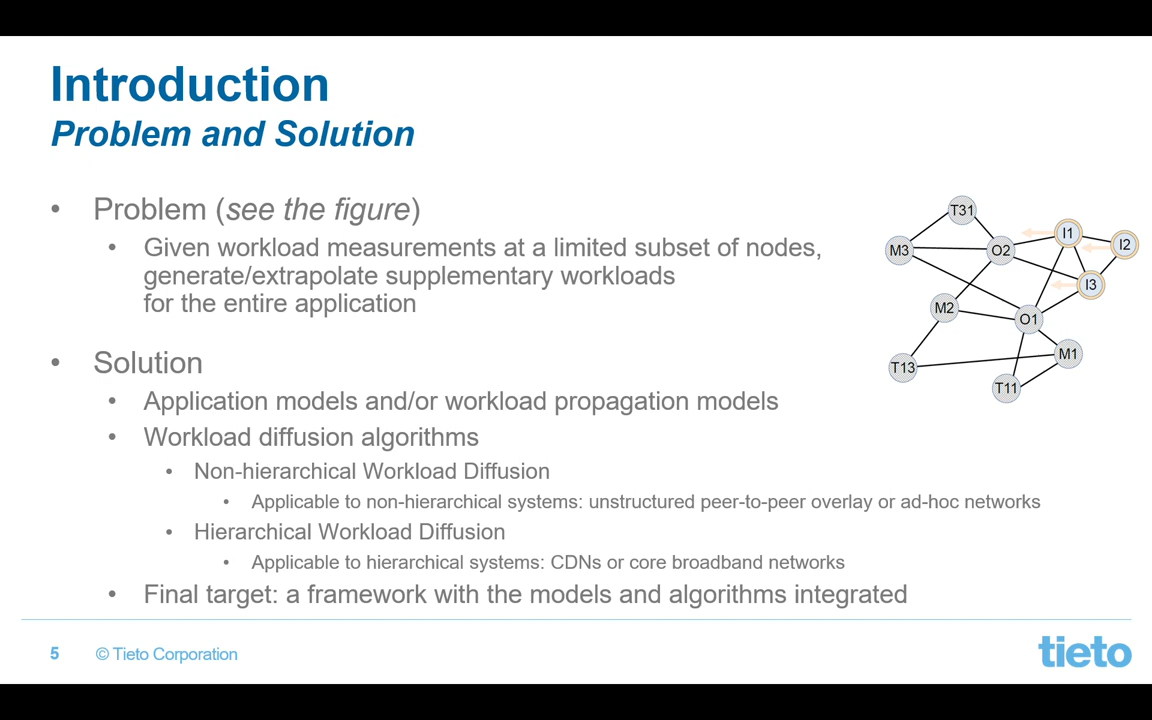 Introduction
Problem and Solution
• Problem (see the figure)
• Given workload measurements at a limited subset of nodes,
generate/extrapolate supplementary workloads
for the entire application
• Solution
• Application models and/or workload propagation models
• Workload diffusion algorithms
• Non-hierarchical Workload Diffusion
• Applicable to non-hierarchical systems: unstructured peer-to-peer overlay or ad-hoc networks
• Hierarchical Workload Diffusion
• Applicable to hierarchical systems: CDNs or core broadband networks
• Final target: a framework with the models and algorithms integrated
T31
I1
I2
M3
O2
I3
M2
O1
M1
T13
T11
5
© Tieto Corporation
tieto